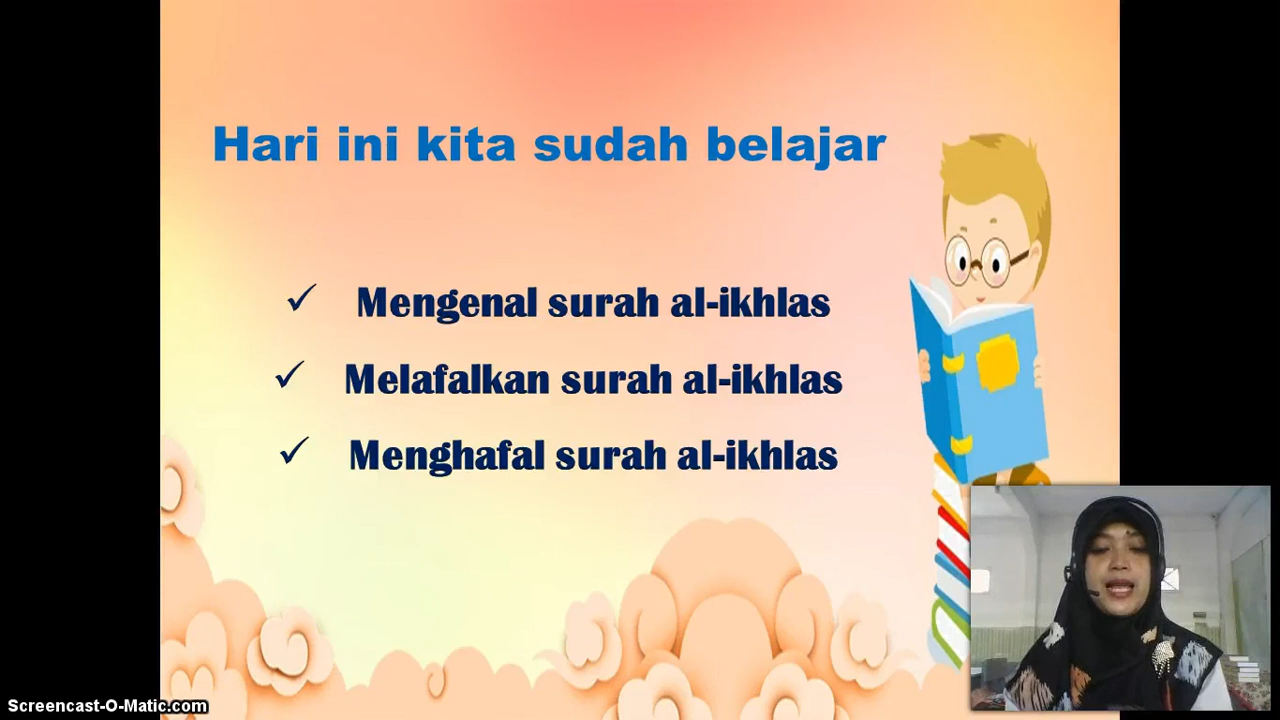 Hari ini kita sudah belajar
✓ Mengenal surah al-ikhlas
✓ Melafalkan surah al-ikhlas
✓ Menghafal surah al-ikhlas
Screencast-O-Matic.com